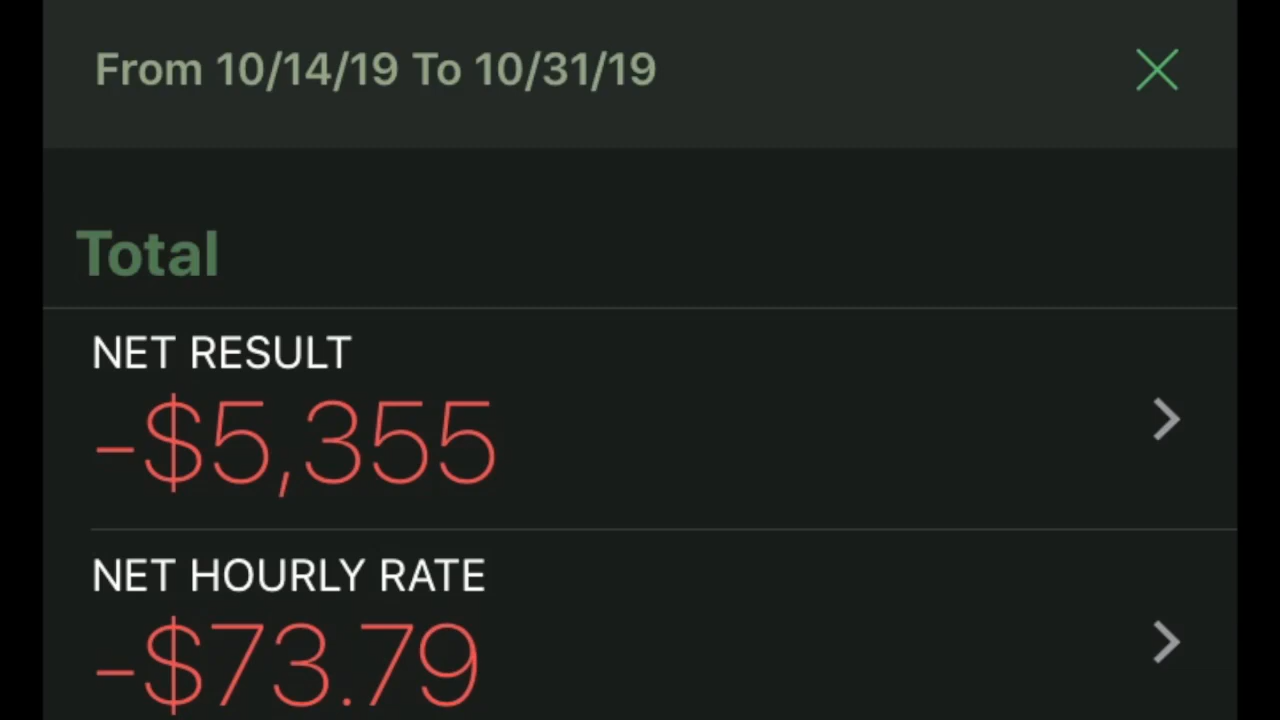 From 10/14/19 To 10/31/19
Total
NET RESULT
-$5,355
NET HOURLY RATE
-$73.79